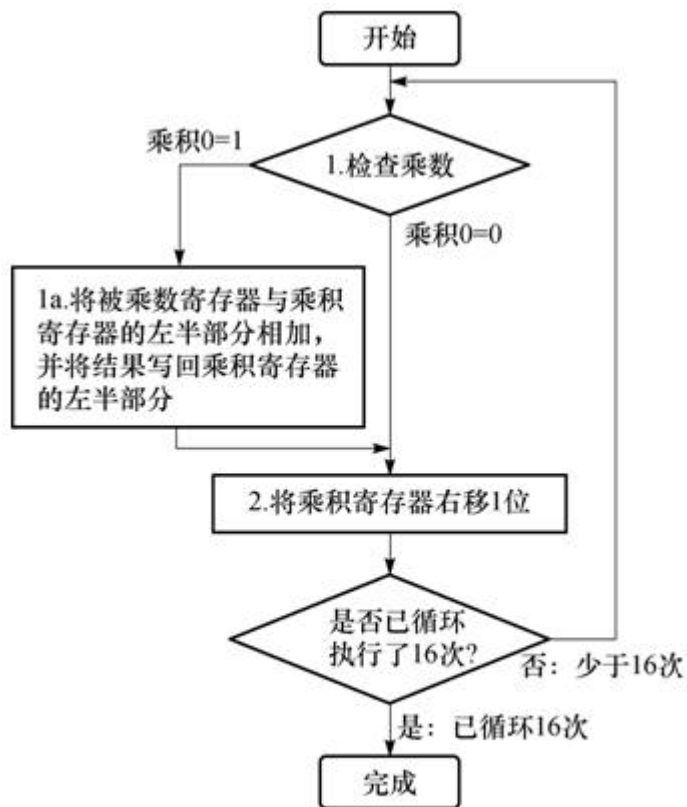 开始
乘积0=1
1.检查乘数
乘积0=0
1a.将被乘数寄存器与乘积
寄存器的左半部分相加，
并将结果写回乘积寄存器
的左半部分
2.将乘积寄存器右移1位
是否已循环
执行了16次?
否：少于16次
是：已循环16次
完成